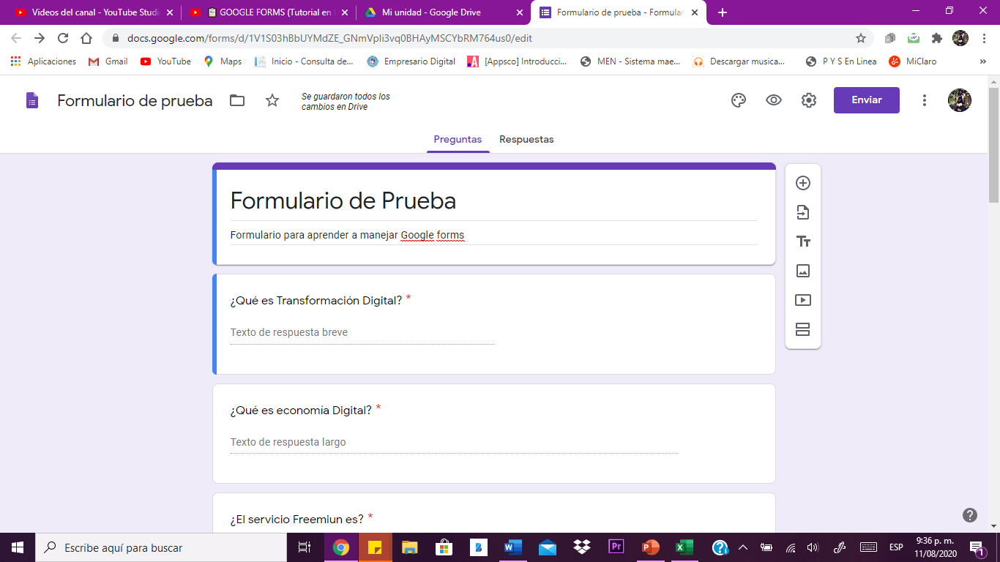 Videos del canal - YouTube Studi
GOOGLE FORMS (Tutorial en
Mi unidad - Google Drive
Formulario de prueba - Formular
docs.google.com/forms/d/1V1S03hBbUYMdZE_GNmVpIi3vq0BHAyMSCYbRM764us0/edit
Aplicaciones
Gmail
YouTube
Maps
Inicio - Consulta de...
Empresario Digital
[Appsco] Introducci...
MEN - Sistema mae...
Descargar musica...
P Y S En Linea
MiClaro
»
Formulario de prueba
Se guardaron todos los
cambios en Drive
Enviar
Preguntas
Respuestas
Formulario de Prueba
Formulario para aprender a manejar Google forms
¿Qué es Transformación Digital? *
Texto de respuesta breve
¿Qué es economía Digital? *
Texto de respuesta largo
¿El servicio Freemiun es? *
Tт
Escribe aquí para buscar
W
Pr
P
X
ESP
9:36 p. m.
11/08/2020
1